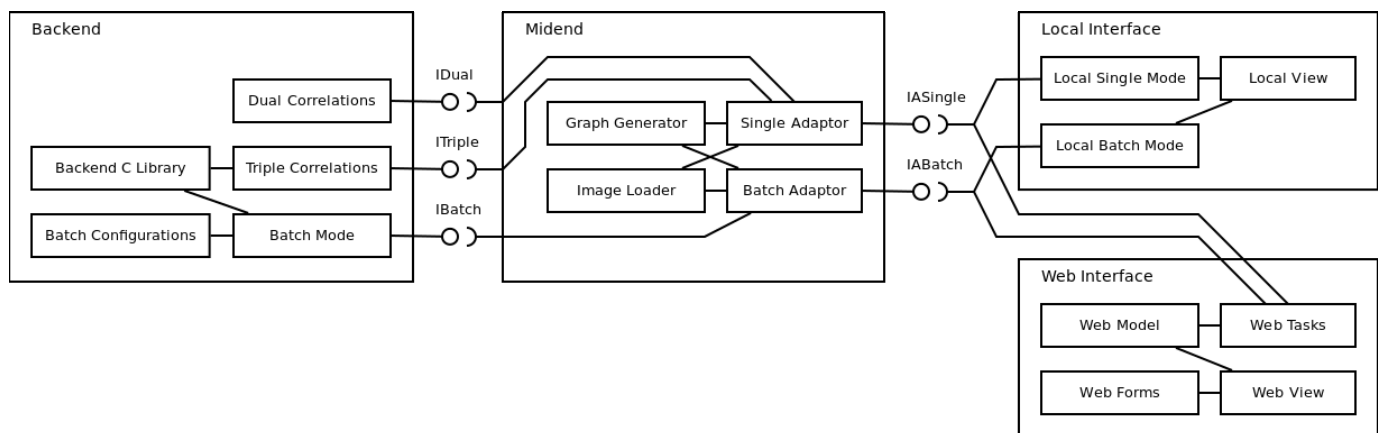 Backend
Dual Correlations
Backend C Library
Triple Correlations
Batch Configurations
Batch Mode
IDual
ITriple
IBatch
Midend
Graph Generator
Single Adaptor
Image Loader
Batch Adaptor
IASingle
IABatch
Local Interface
Local Single Mode
Local View
Local Batch Mode
Web Interface
Web Model
Web Tasks
Web Forms
Web View